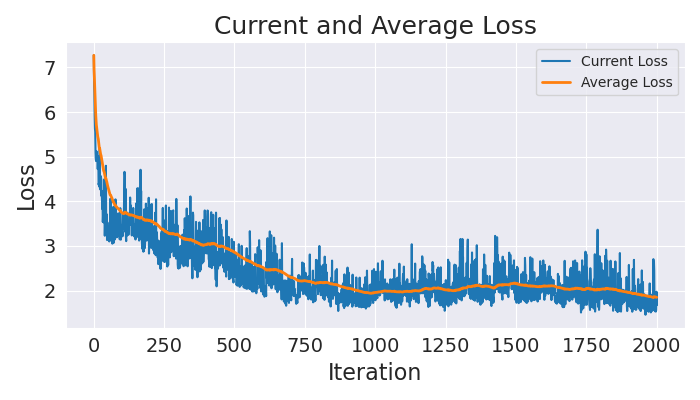 Current and Average Loss
Current Loss
Average Loss
Loss
7
6
5
4
3
2
0 250 500 750 1000 1250 1500 1750 2000
Iteration